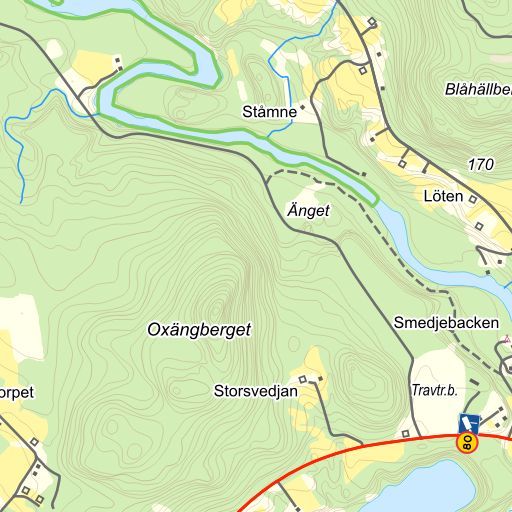 Blåhällbe
Ståmne
170
Löten
Änget
Smedjebacken
Oxängberget
Storsvedjan
Travtr.b.
orpet
80